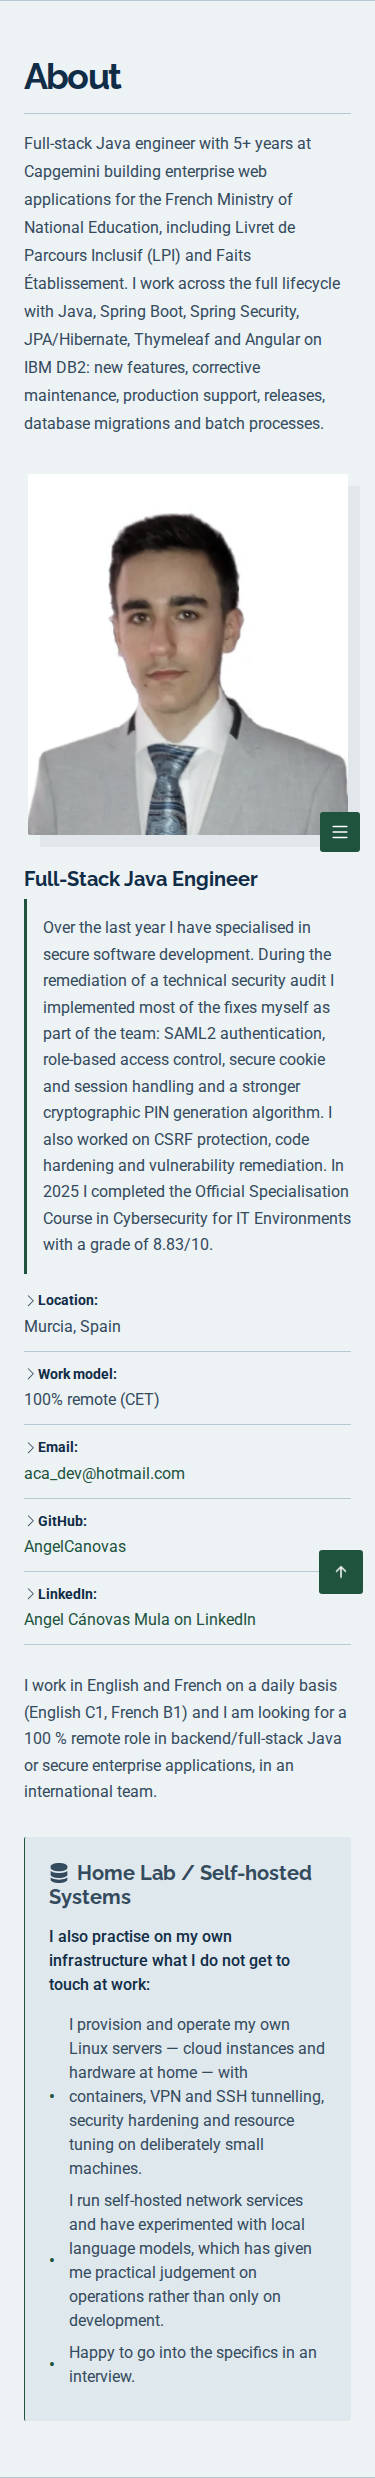 About
Full-stack Java engineer with 5+ years at
Capgemini building enterprise web
applications for the French Ministry of
National Education, including Livret de
Parcours Inclusif (LPI) and Faits
Établissement. I work across the full lifecycle
with Java, Spring Boot, Spring Security,
JPA/Hibernate, Thymeleaf and Angular on
IBM DB2: new features, corrective
maintenance, production support, releases,
database migrations and batch processes.
Full-Stack Java Engineer
Over the last year I have specialised in
secure software development. During the
remediation of a technical security audit I
implemented most of the fixes myself as
part of the team: SAML2 authentication,
role-based access control, secure cookie
and session handling and a stronger
cryptographic PIN generation algorithm. I
also worked on CSRF protection, code
hardening and vulnerability remediation. In
2025 I completed the Official Specialisation
Course in Cybersecurity for IT Environments
with a grade of 8.83/10.
Location:
Murcia, Spain
Work model:
100% remote (CET)
Email:
aca_dev@hotmail.com
GitHub:
AngelCanovas
LinkedIn:
Angel Cánovas Mula on LinkedIn
I work in English and French on a daily basis
(English C1, French B1) and I am looking for a
100 % remote role in backend/full-stack Java
or secure enterprise applications, in an
international team.
Home Lab / Self-hosted
Systems
I also practise on my own
infrastructure what I do not get to
touch at work:
I provision and operate my own
Linux servers — cloud instances and
hardware at home — with
• containers, VPN and SSH tunnelling,
security hardening and resource
tuning on deliberately small
machines.
I run self-hosted network services
and have experimented with local
language models, which has given
• me practical judgement on
operations rather than only on
development.
• Happy to go into the specifics in an
interview.